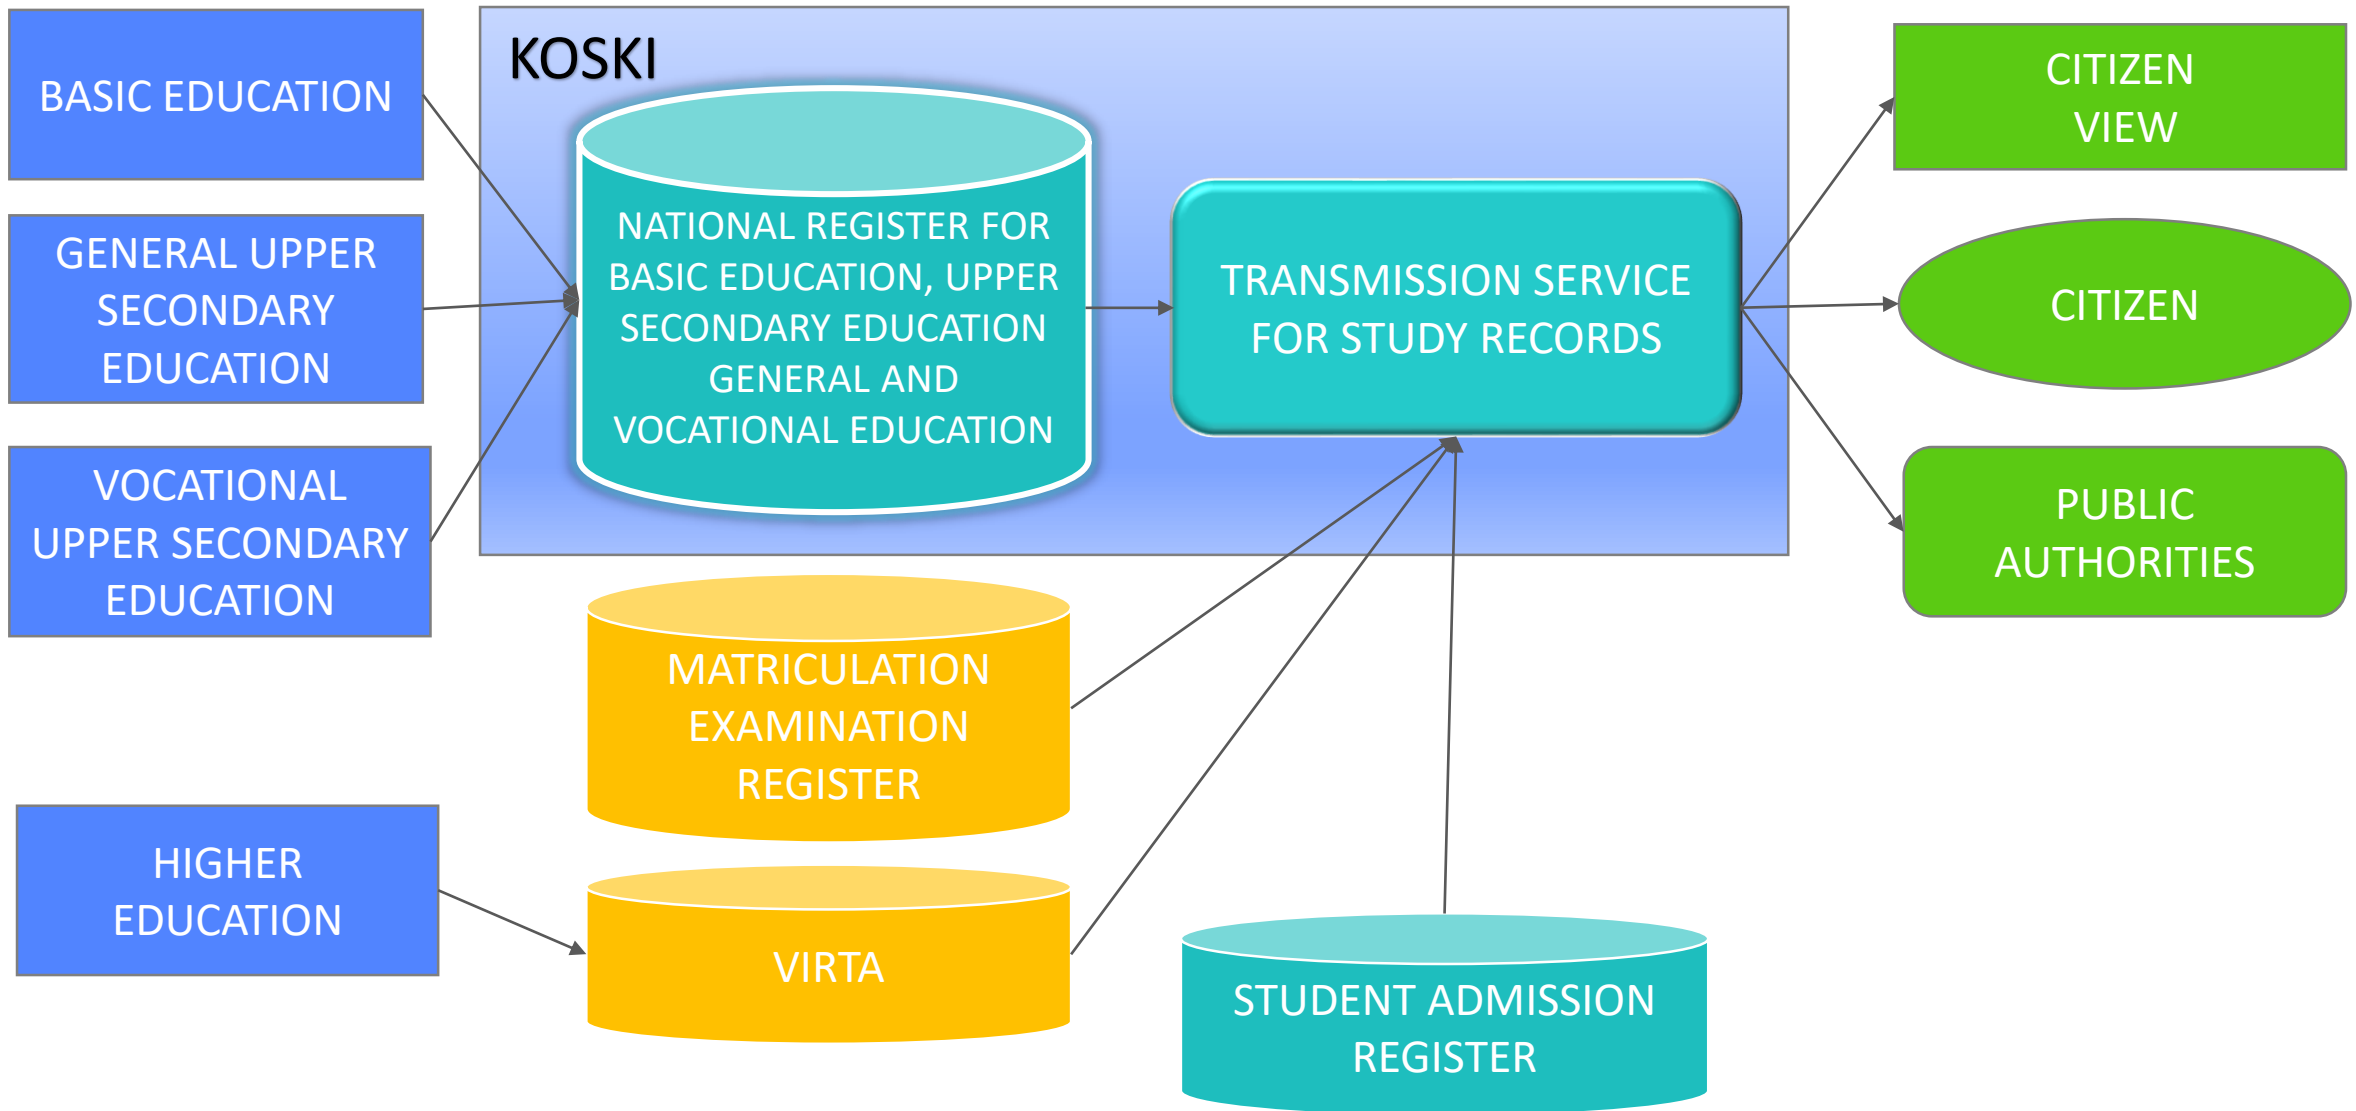 BASIC EDUCATION
GENERAL UPPER
SECONDARY
EDUCATION
VOCATIONAL
UPPER SECONDARY
EDUCATION
HIGHER
EDUCATION
KOSKI
NATIONAL REGISTER FOR
BASIC EDUCATION, UPPER
SECONDARY EDUCATION
GENERAL AND
VOCATIONAL EDUCATION
TRANSMISSION SERVICE
FOR STUDY RECORDS
MATRICULATION
EXAMINATION
REGISTER
VIRTA
STUDENT ADMISSION
REGISTER
CITIZEN
VIEW
CITIZEN
PUBLIC
AUTHORITIES